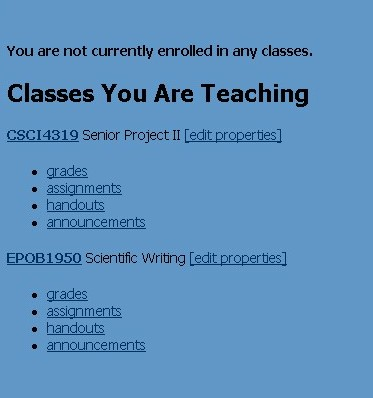 You are not currently enrolled in any classes.
Classes You Are Teaching
CSCI4319 Senior Project II [edit properties]
grades
assignments
handouts
announcements
EPOB1950 Scientific Writing [edit properties]
grades
assignments
handouts
announcements